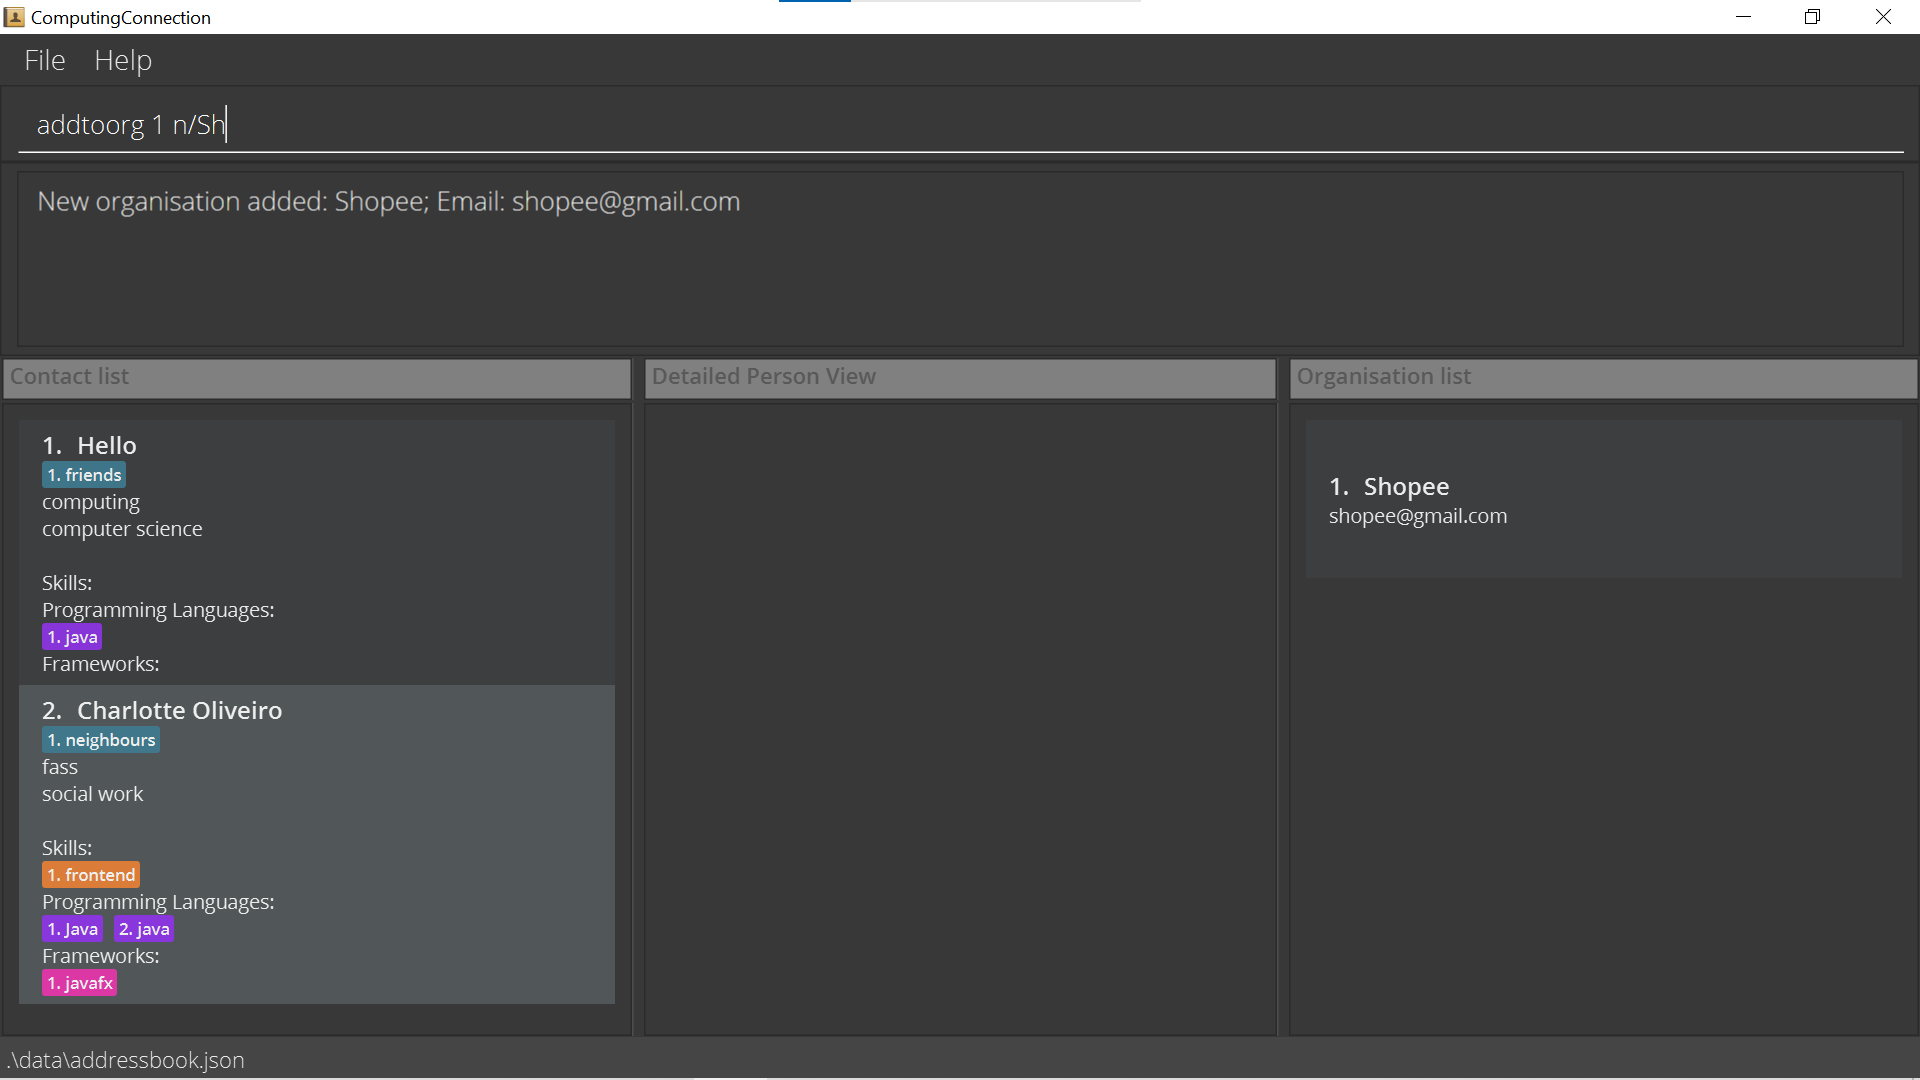 ComputingConnection
File Help
addtoorg 1 n/Sh
New organisation added: Shopee; Email: shopee@gmail.com
Contact list
1. Hello
1. friends
computing
computer science
Skills:
Programming Languages:
1. java
Frameworks:
2. Charlotte Oliveiro
1. neighbours
fass
social work
Skills:
1. frontend
Programming Languages:
1. Java 2. java
Frameworks:
1. javafx
Detailed Person View
Organisation list
1. Shopee
shopee@gmail.com
.\data\addressbook.json